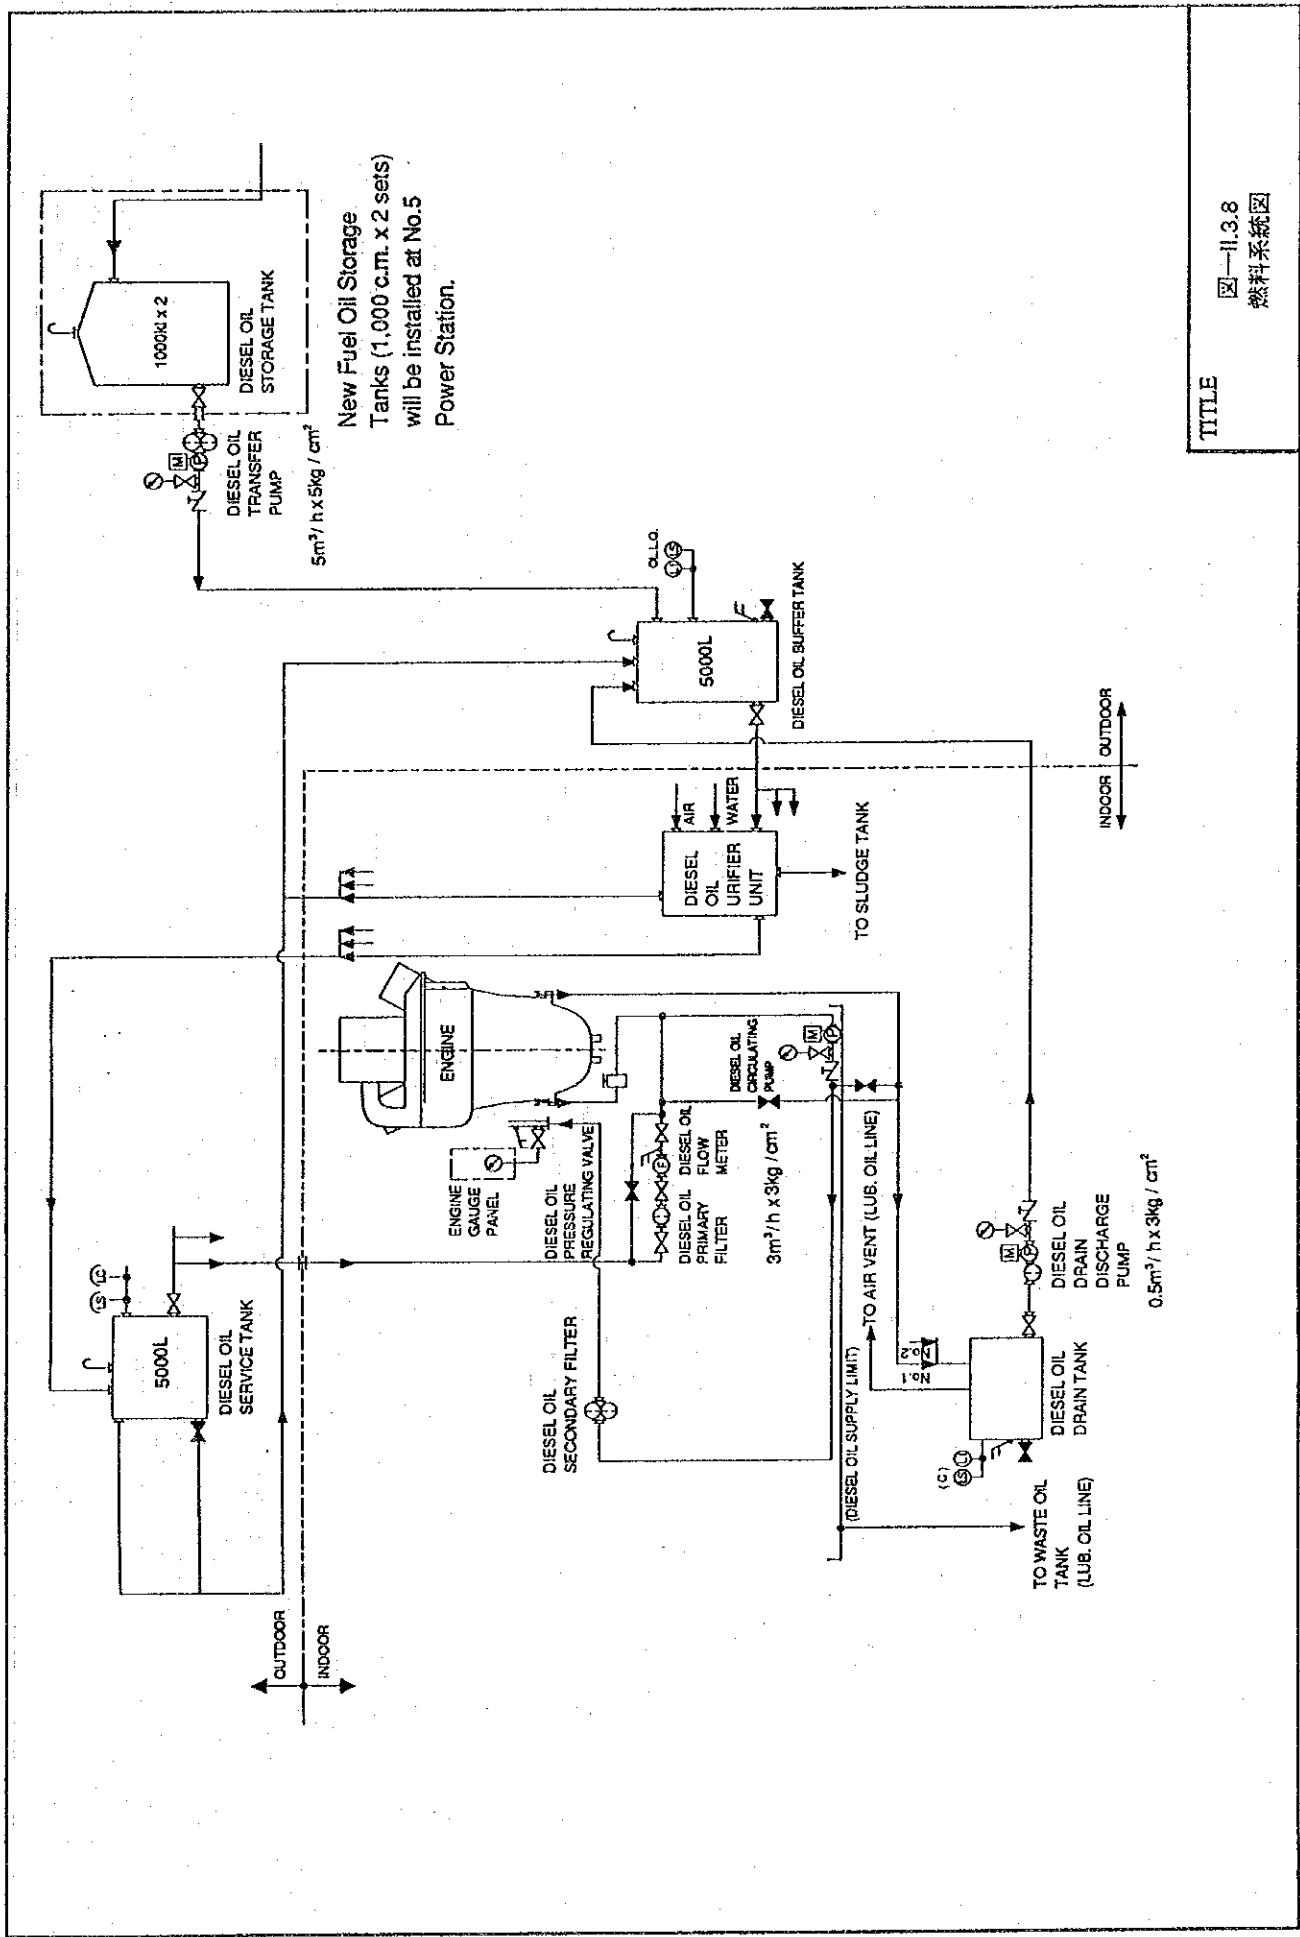 1000kl x 2
DIESEL OIL
STORAGE TANK
New Fuel Oil Storage
Tanks (1,000 c.m. x 2 sets)
will be installed at No.5
Power Station.
M
P
DIESEL OIL
TRANSFER
PUMP
5m³/ h x 5kg / cm²
LI
LS
5000L
DIESEL OIL BUFFER TANK
INDOOR
OUTDOOR
AIR
WATER
DIESEL
OIL
URIFIER
UNIT
TO SLUDGE TANK
ENGINE
ENGINE
GAUGE
PANEL
DIESEL OIL
PRESSURE
REGULATING VALVE
DIESEL OIL
PRIMARY
FILTER
F
DIESEL OIL
FLOW
METER
DIESEL OIL
CIRCULATING
PUMP
M
P
3m³/ h x 3kg / cm²
LS
LC
5000L
DIESEL OIL
SERVICE TANK
DIESEL OIL
SECONDARY FILTER
OUTDOOR
INDOOR
(DIESEL OIL SUPPLY LIMIT)
TO AIR VENT (LUB. OIL LINE)
No.1
No.2
(C)
LS
LI
DIESEL OIL
DRAIN TANK
M
P
DIESEL OIL
DRAIN
DISCHARGE
PUMP
0.5m³/ h x 3kg / cm²
TO WASTE OIL
TANK
(LUB. OIL LINE)
TITLE
図—II.3.8
燃料系統図